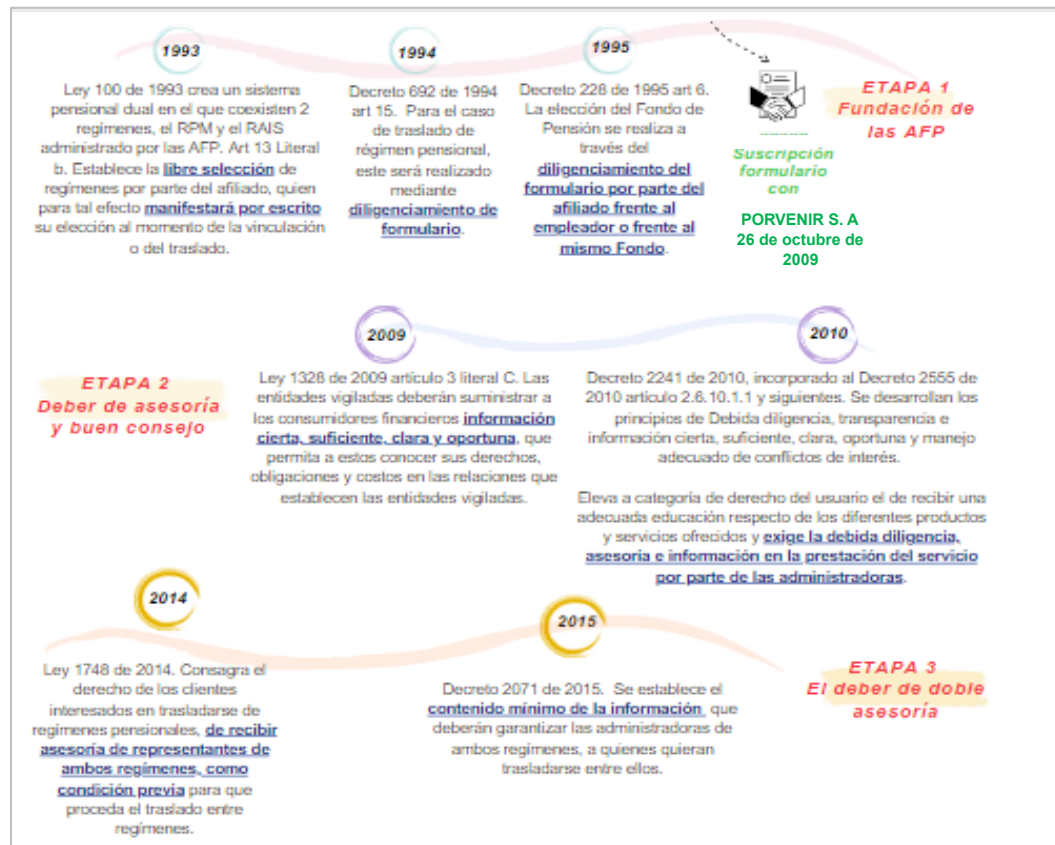 1993
Ley 100 de 1993 crea un sistema
pensional dual en el que coexisten 2
regímenes, el RPM y el RAIS
administrado por las AFP. Art 13 Literal
b. Establece la libre selección de
regímenes por parte del afiliado, quien
para tal efecto manifestará por escrito
su elección al momento de la vinculación
o del traslado.
1994
Decreto 692 de 1994
art 15. Para el caso
de traslado de
régimen pensional,
este será realizado
mediante
diligenciamiento de
formulario.
1995
Decreto 228 de 1995 art 6.
La elección del Fondo de
Pensión se realiza a
través del
diligenciamiento del
formulario por parte del
afiliado frente al
empleador o frente al
mismo Fondo.
Suscripción
formulario
con
PORVENIR S. A
26 de octubre de
2009
ETAPA 1
Fundación de
las AFP
ETAPA 2
Deber de asesoría
y buen consejo
2009
Ley 1328 de 2009 artículo 3 literal C. Las
entidades vigiladas deberán suministrar a
los consumidores financieros información
cierta, suficiente, clara y oportuna, que
permita a estos conocer sus derechos,
obligaciones y costos en las relaciones que
establecen las entidades vigiladas.
2010
Decreto 2241 de 2010, incorporado al Decreto 2555 de
2010 artículo 2.6.10.1.1 y siguientes. Se desarrollan los
principios de Debida diligencia, transparencia e
información cierta, suficiente, clara, oportuna y manejo
adecuado de conflictos de interés.
Eleva a categoría de derecho del usuario el de recibir una
adecuada educación respecto de los diferentes productos
y servicios ofrecidos y exige la debida diligencia,
asesoría e información en la prestación del servicio
por parte de las administradoras.
2014
Ley 1748 de 2014. Consagra el
derecho de los clientes
interesados en trasladarse de
regímenes pensionales, de recibir
asesoría de representantes de
ambos regímenes, como
condición previa para que
proceda el traslado entre
regímenes.
2015
Decreto 2071 de 2015. Se establece el
contenido mínimo de la información que
deberán garantizar las administradoras de
ambos regímenes, a quienes quieran
trasladarse entre ellos.
ETAPA 3
El deber de doble
asesoría